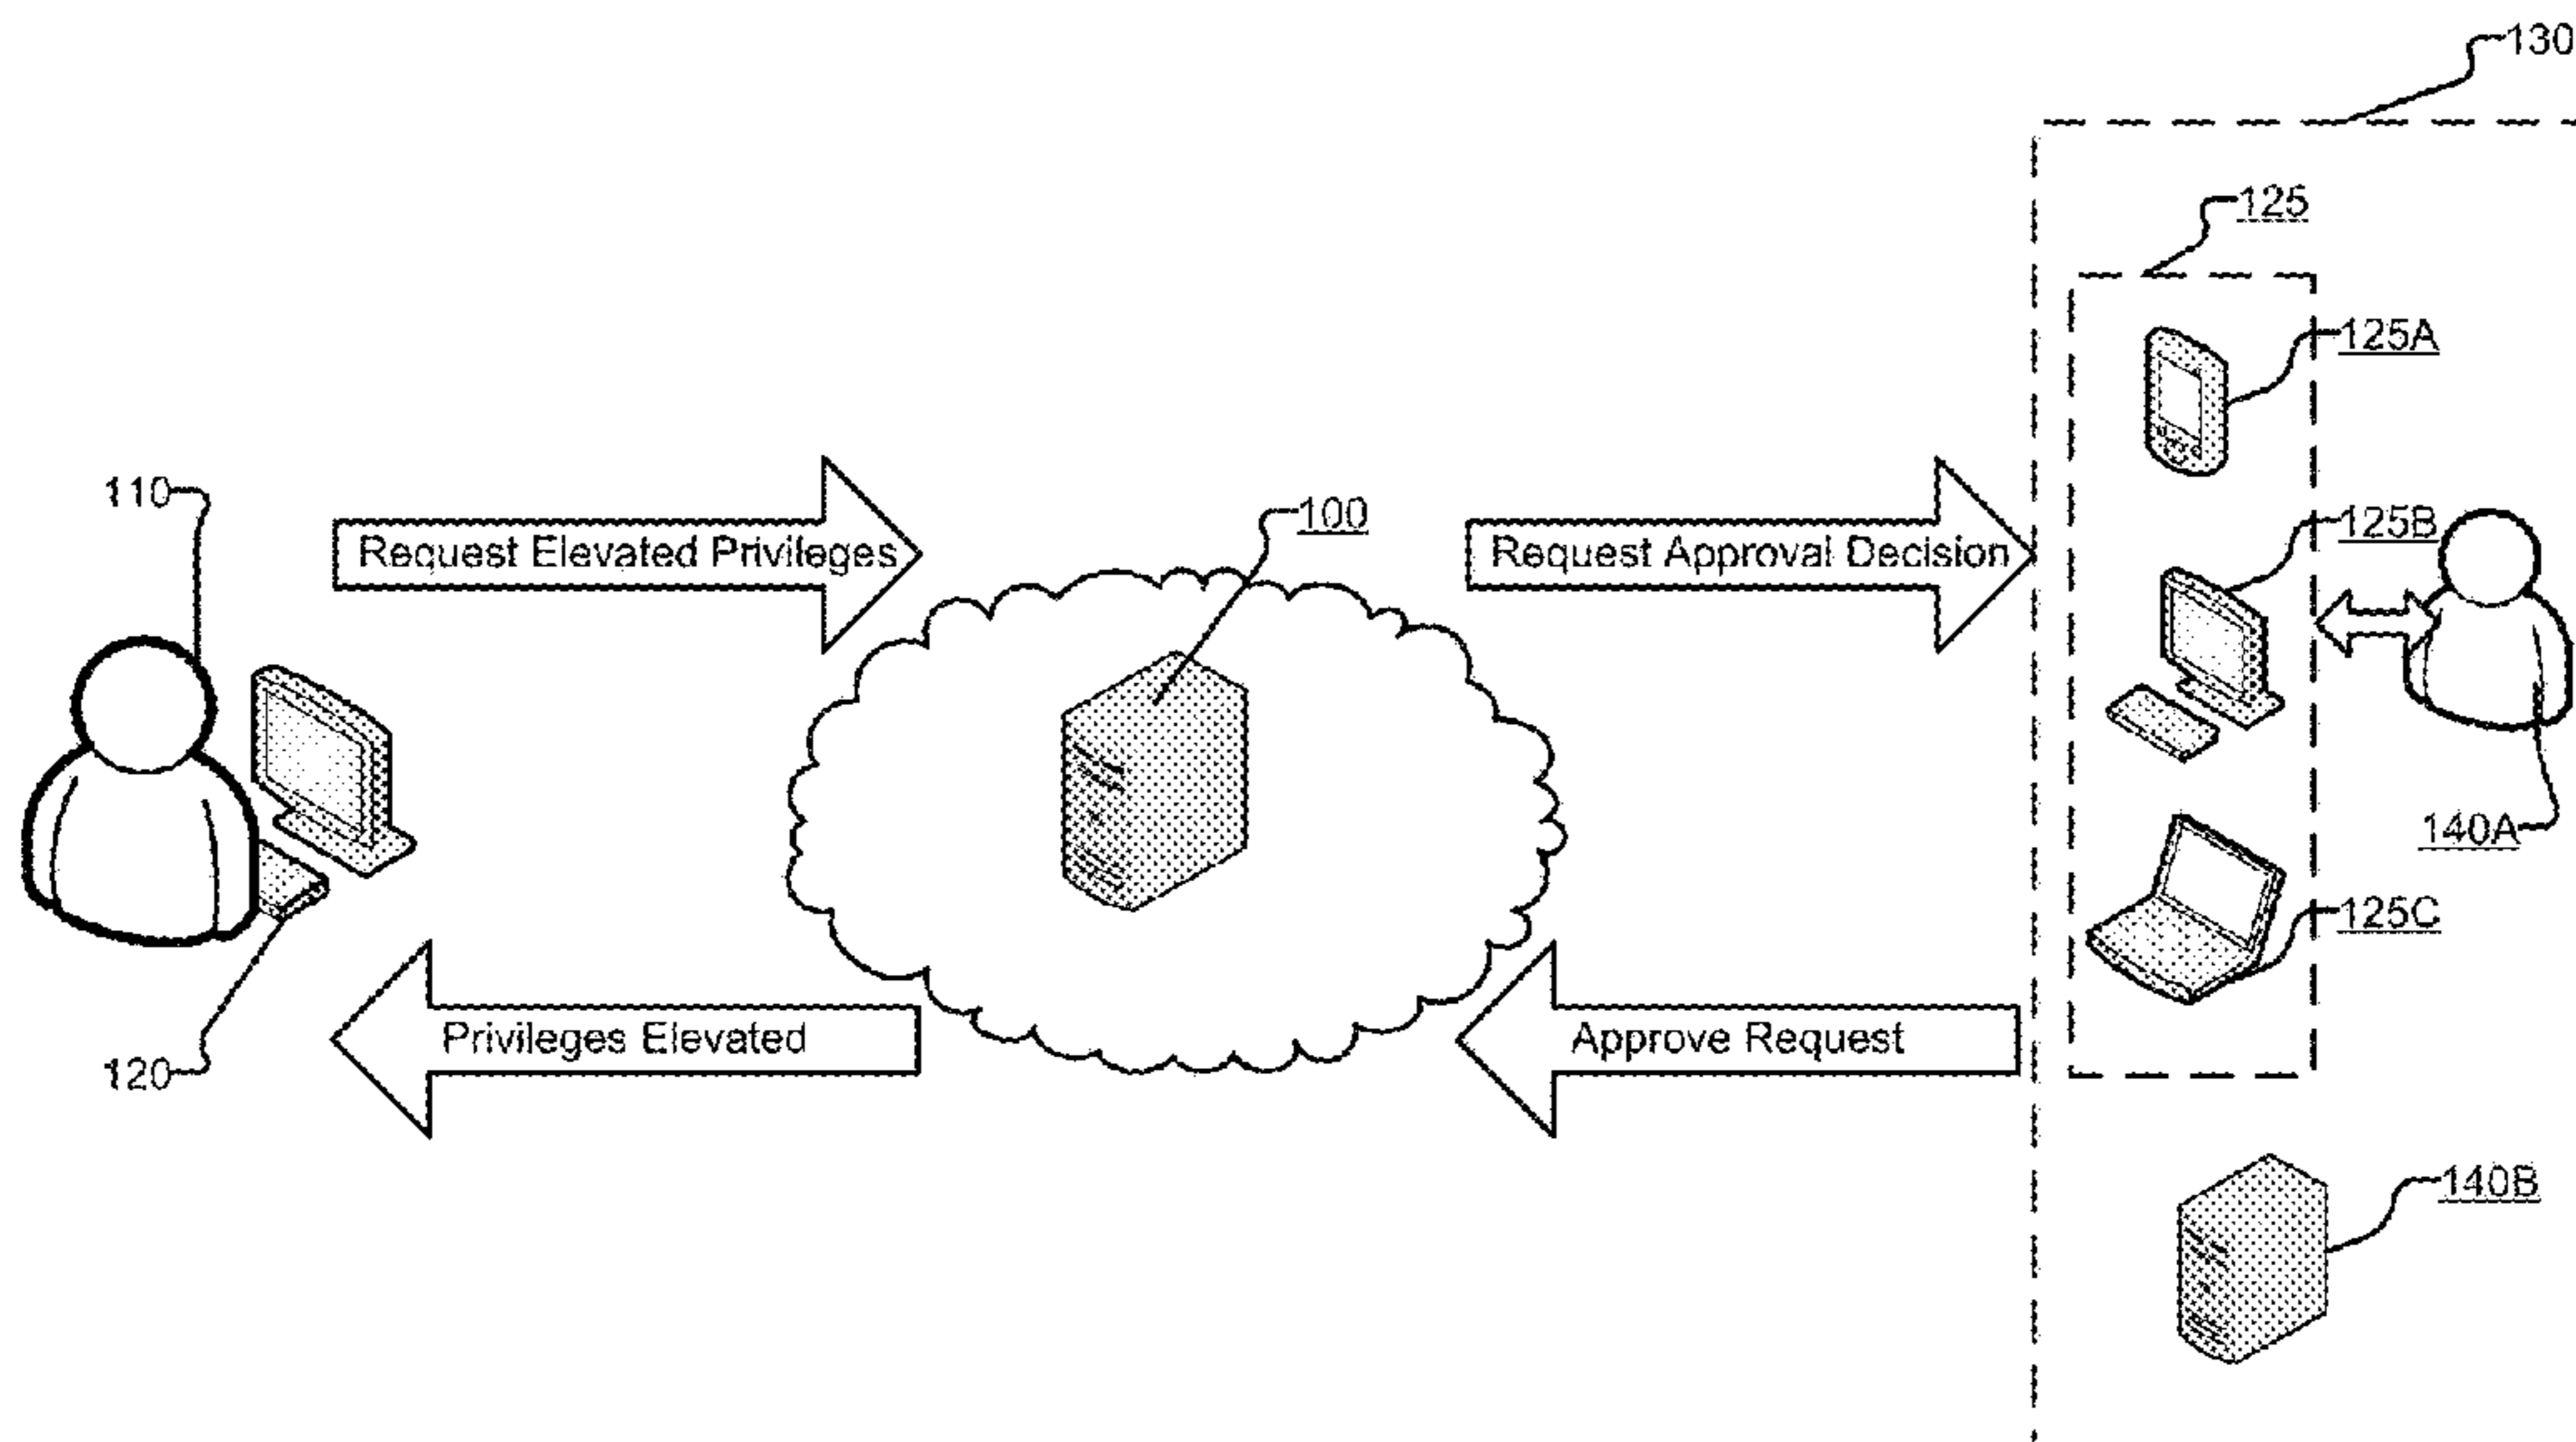 130
125
125A
110
100
125B
Request Elevated Privileges
Request Approval Decision
140A
125C
Privileges Elevated
Approve Request
120
140B